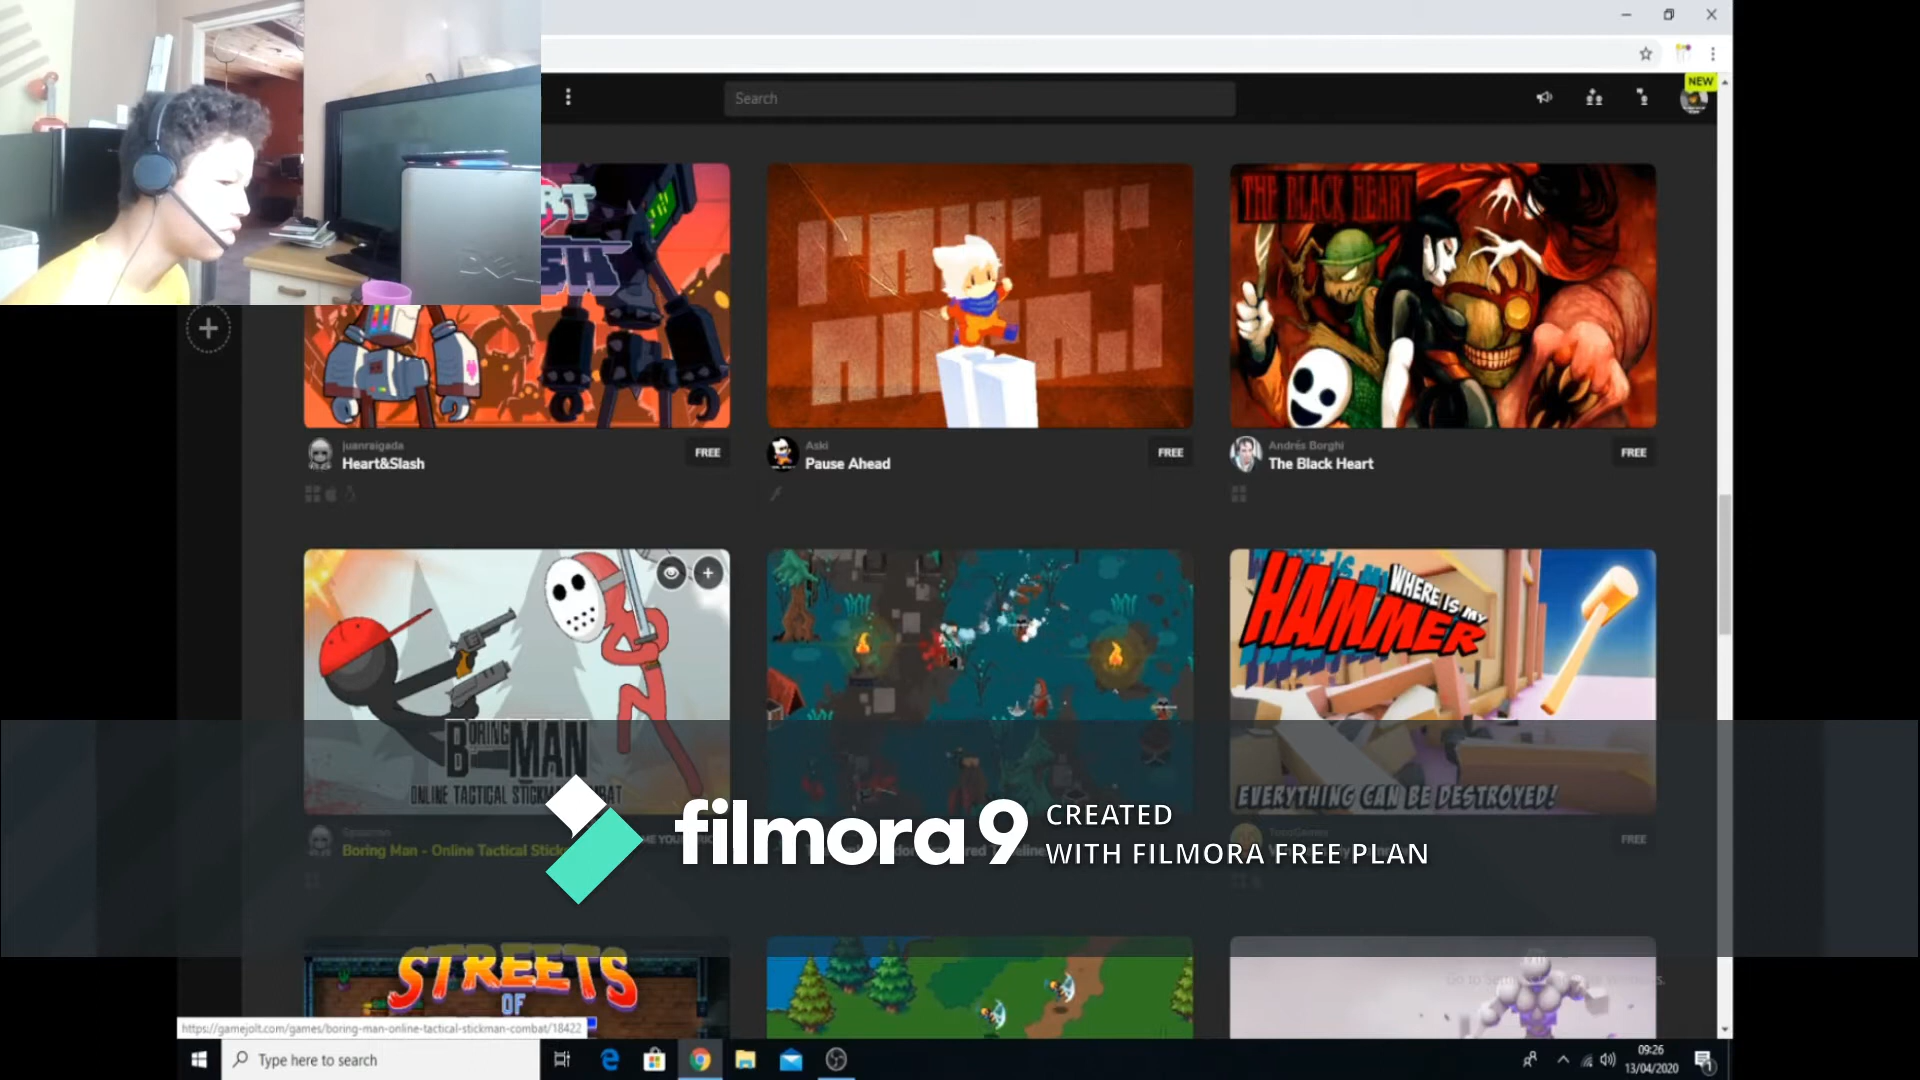 Search
NEW
THE BLACK HEART
juanraigada
Heart&Slash
FREE
Aski
Pause Ahead
FREE
Andrés Borghi
The Black Heart
FREE
WHERE IS MY
HAMMER
BORING MAN
ONLINE TACTICAL
EVERYTHING CAN BE DESTROYED!
Boring Man - Online Tactical
FREE
filmora9
CREATED
WITH FILMORA FREE PLAN
STREETS
OF
https://gamejolt.com/games/boring-man-online-tactical-stickman-combat/18422
Type here to search
09:26
13/04/2020